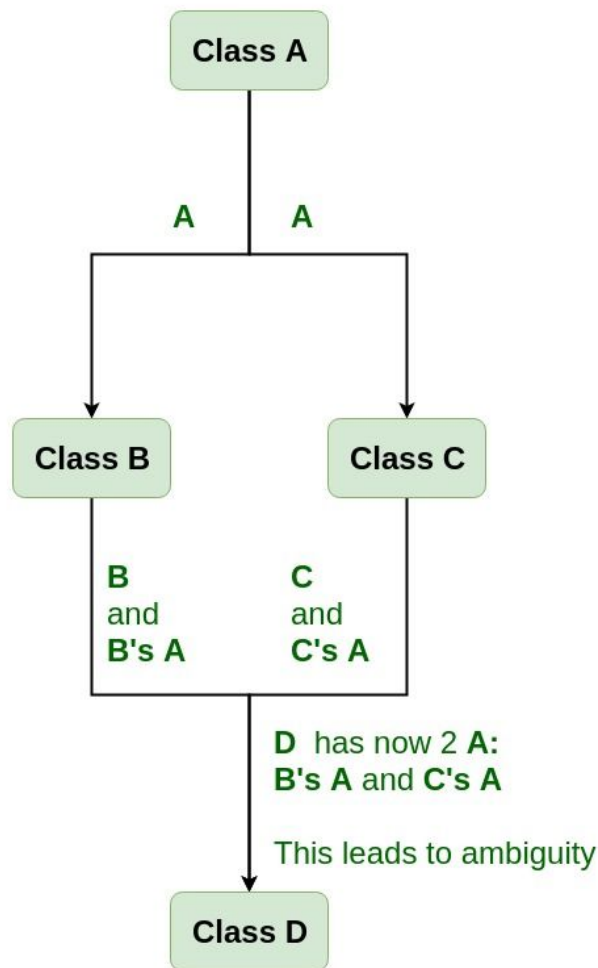 Class A
A
A
Class B
Class C
B
and
B's A
C
and
C's A
D has now 2 A:
B's A and C's A
This leads to ambiguity
Class D